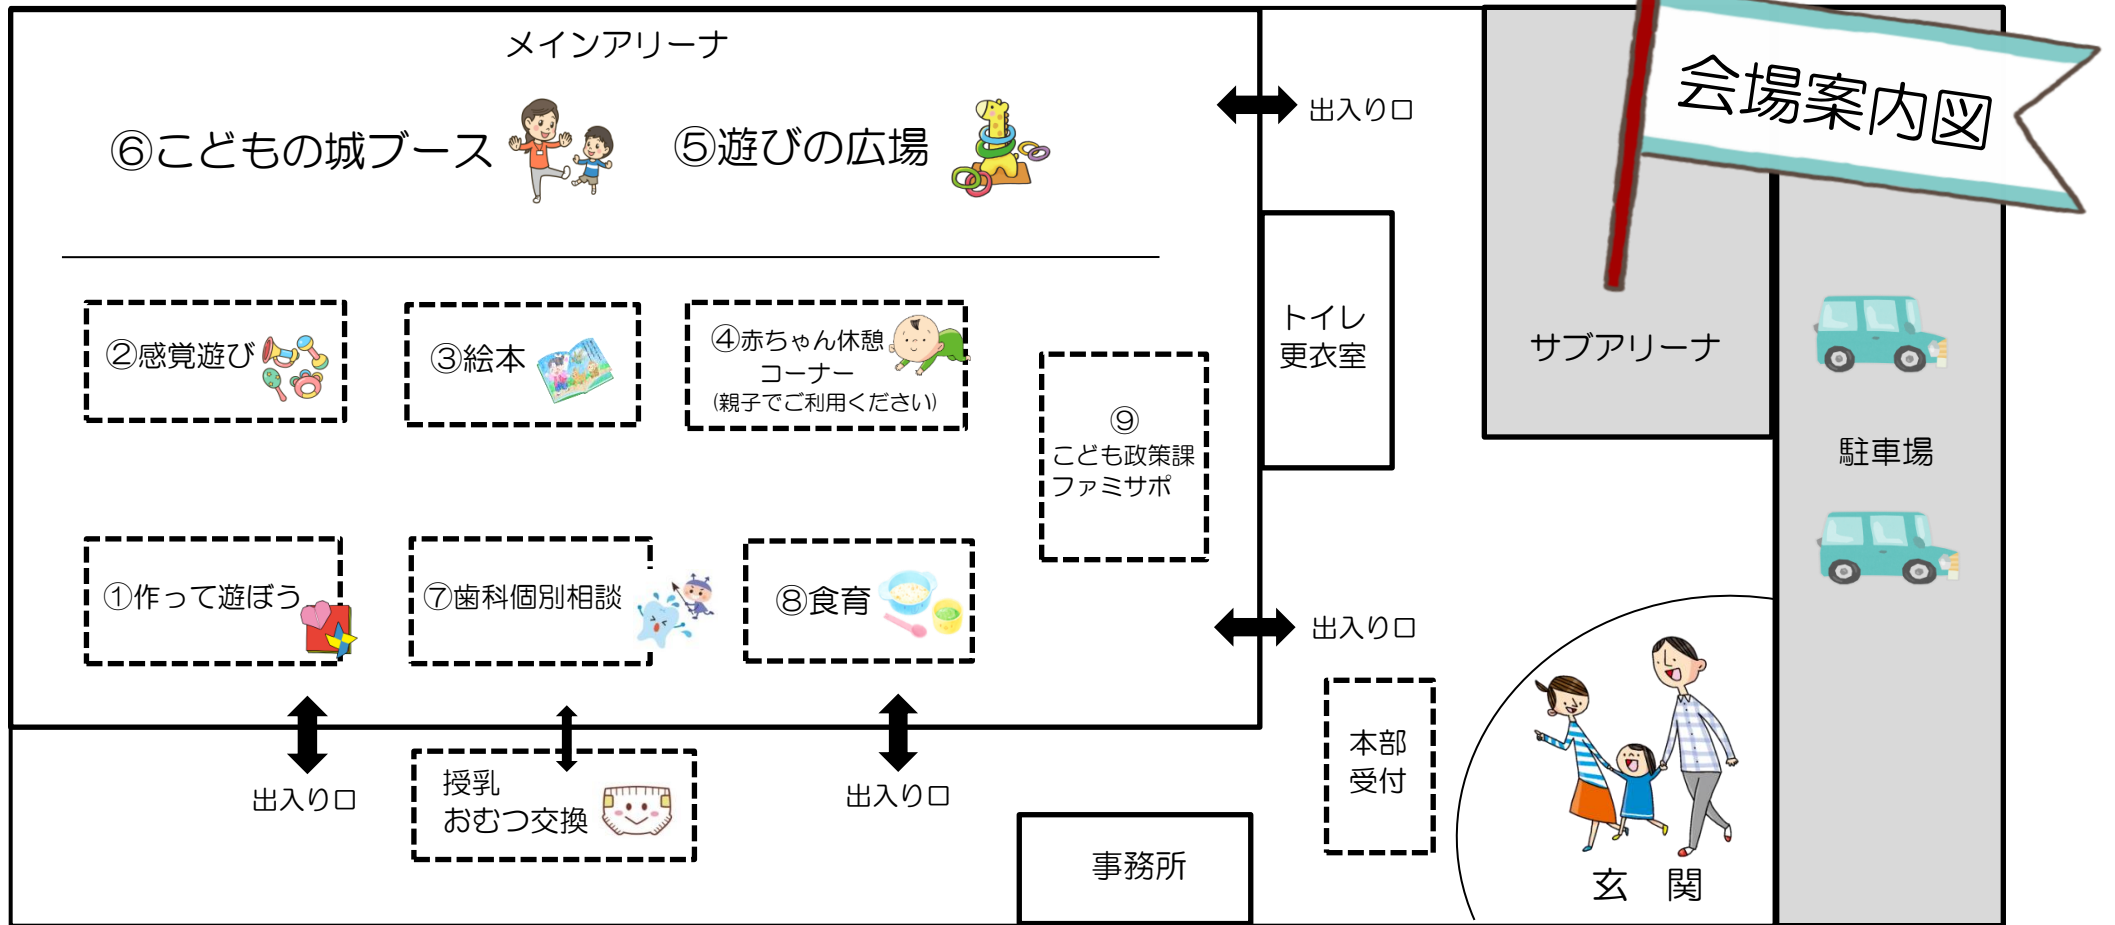 会場案内図
メインアリーナ
⑥こどもの城ブース
⑤遊びの広場
出入り口
②感覚遊び
③絵本
④赤ちゃん休憩
コーナー
(親子でご利用ください)
⑨
こども政策課
ファミサポ
トイレ
更衣室
サブアリーナ
駐車場
①作って遊ぼう
⑦歯科個別相談
⑧食育
出入り口
出入り口
授乳
おむつ交換
出入り口
本部
受付
事務所
玄 関